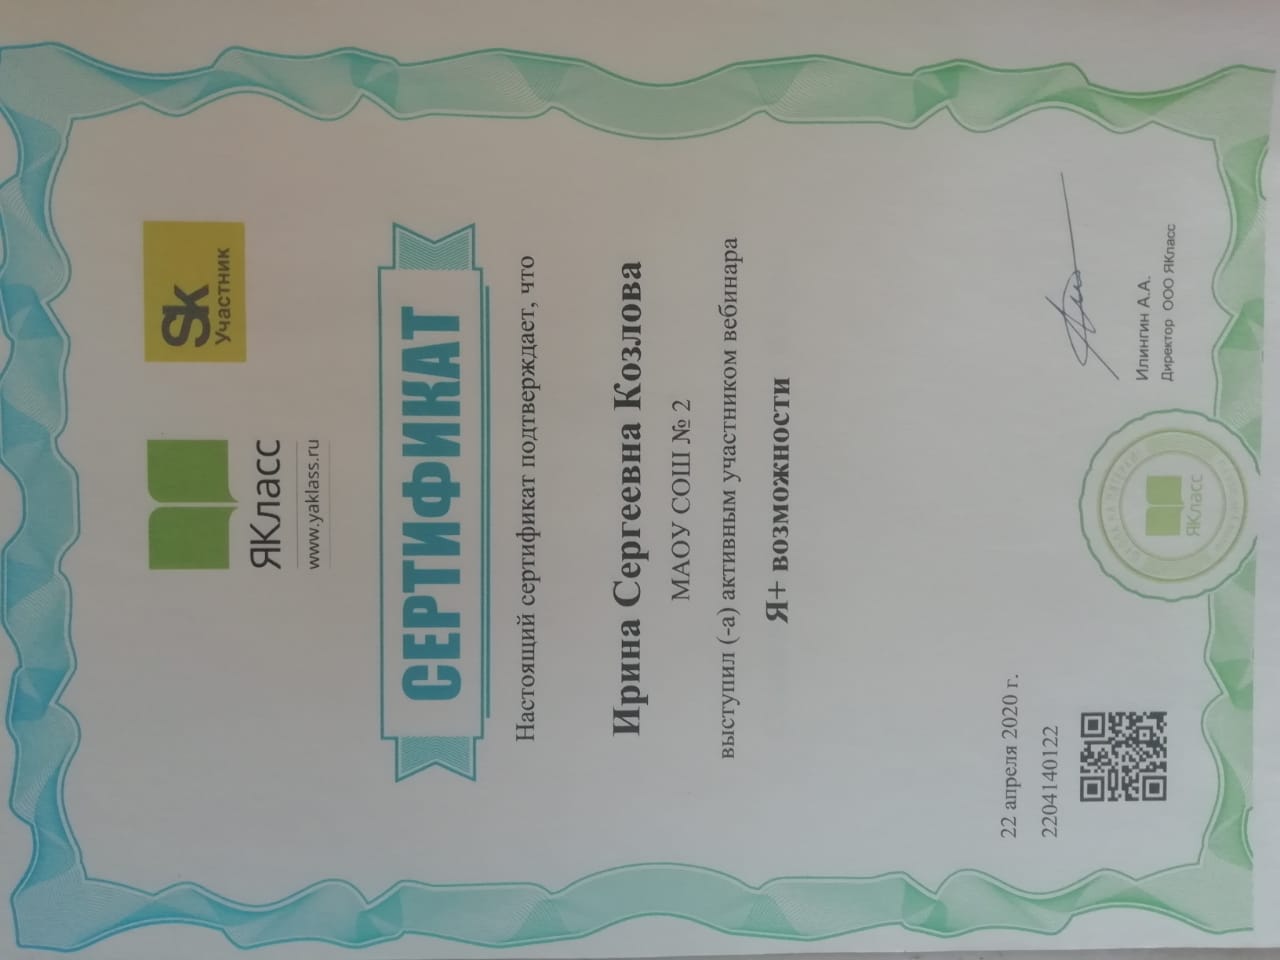 ЯКласс
www.yaklass.ru
Sk
Участник
СЕРТИФИКАТ
Настоящий сертификат подтверждает, что
Ирина Сергеевна Козлова
МАОУ СОШ № 2
выступил (-а) активным участником вебинара
Я+ возможности
22 апреля 2020 г.
2204140122
ЯКласс
Илингин А.А.
Директор ООО ЯКласс